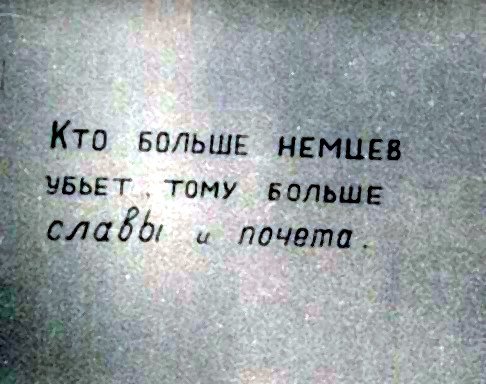 Кто больше немцев
убьет, тому больше
славы и почета.